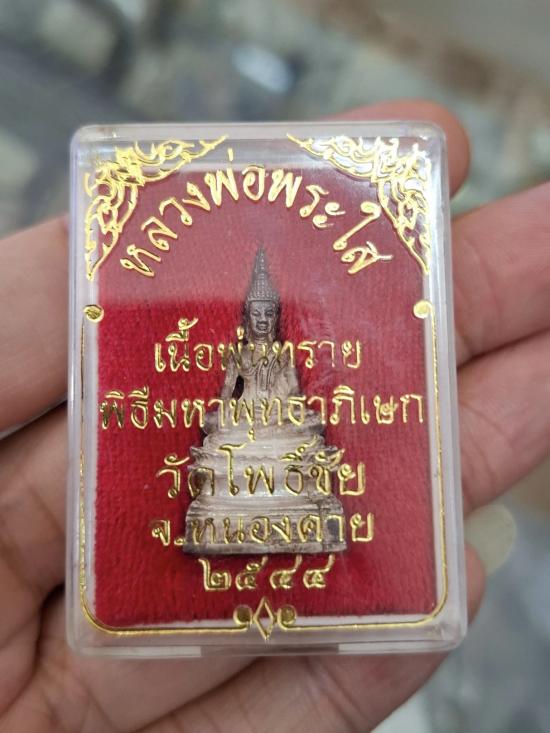 หลวงพ่อพระใส
เนื้อพ่นทราย
พิธีมหาพุทธาภิเษก
วัดโพธิ์ชัย
จ.หนองคาย
๒๕๔๔